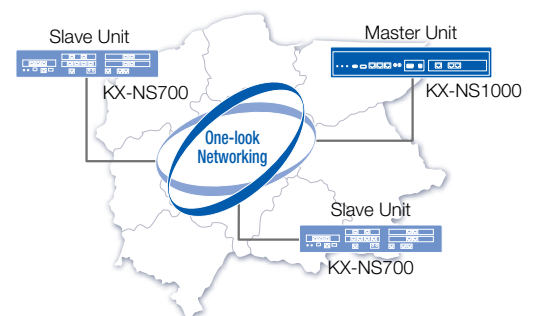 Slave Unit
KX-NS700
Master Unit
KX-NS1000
One-look
Networking
Slave Unit
KX-NS700